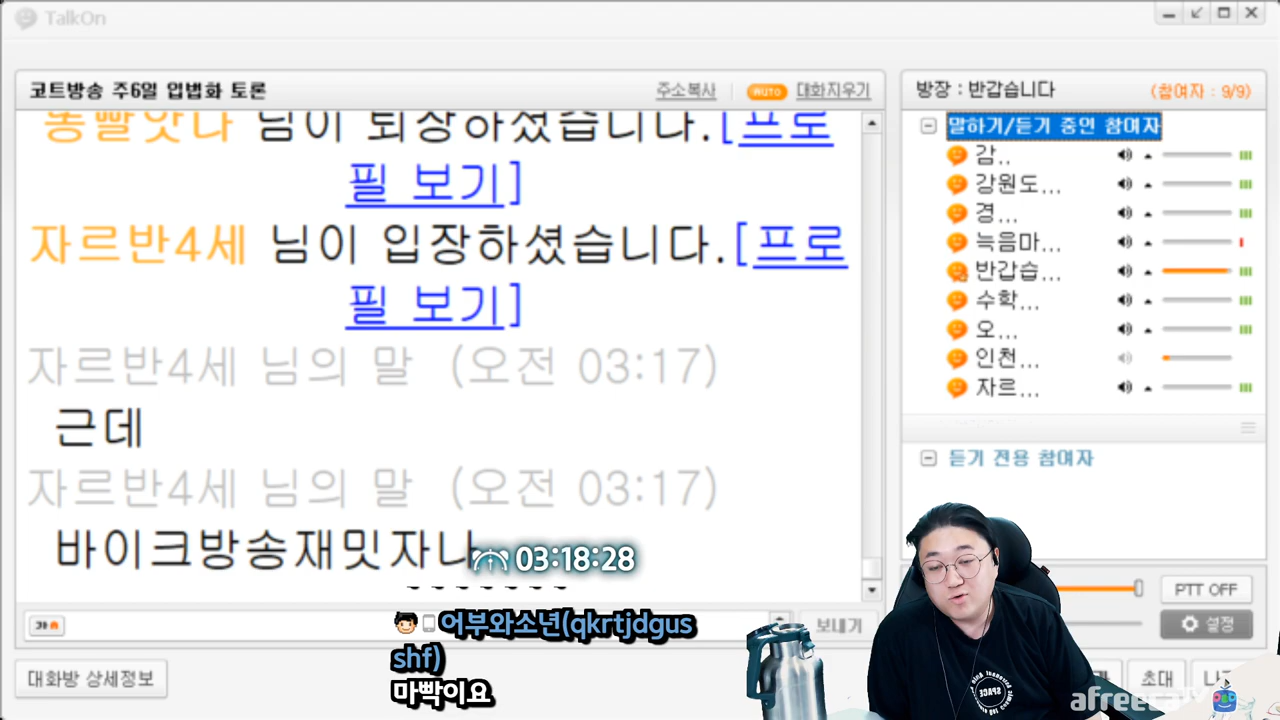 TalkOn
코트방송 주6일 입법화 토론
주소복사
AUTO
대화지우기
똥빨앗나 님이 퇴장하셨습니다.[프로
필 보기]
자르반4세 님이 입장하셨습니다.[프로
필 보기]
자르반4세 님의 말 (오전 03:17)
근데
자르반4세 님의 말 (오전 03:17)
바이크방송재밋자나
03:18:28
어부와소년(qkrtjdgus
shf)
마빡이요
가
보내기
대화방 상세정보
방장 : 반갑습니다
(참여자 : 9/9)
말하기/듣기 중인 참여자
감..
강원도...
경...
늑음마...
반갑습...
수학...
오...
인천...
자르...
듣기 전용 참여자
PTT OFF
설정
초대
SPACE
afreecaTV